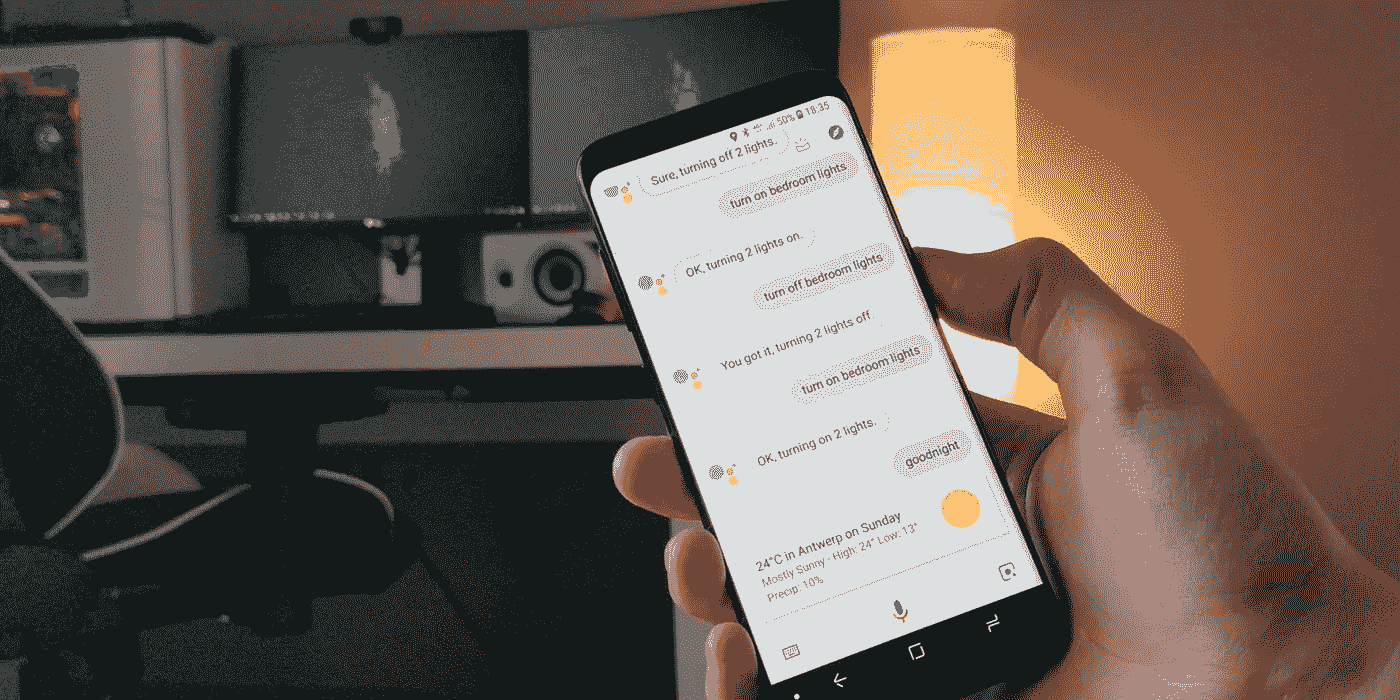 50% 18:35
Sure, turning off 2 lights.
turn on bedroom lights
OK, turning 2 lights on.
turn off bedroom lights
You got it, turning 2 lights off.
turn on bedroom lights
OK, turning on 2 lights.
goodnight
24°C in Antwerp on Sunday
Mostly Sunny · High: 24° Low: 13°
Precip: 10%